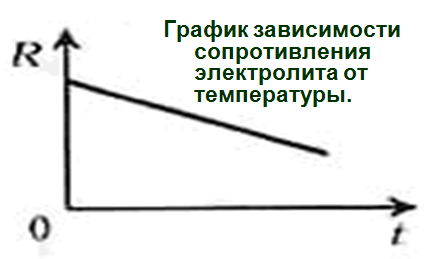 График зависимости
сопротивления
электролита от
температуры.
R
0
t